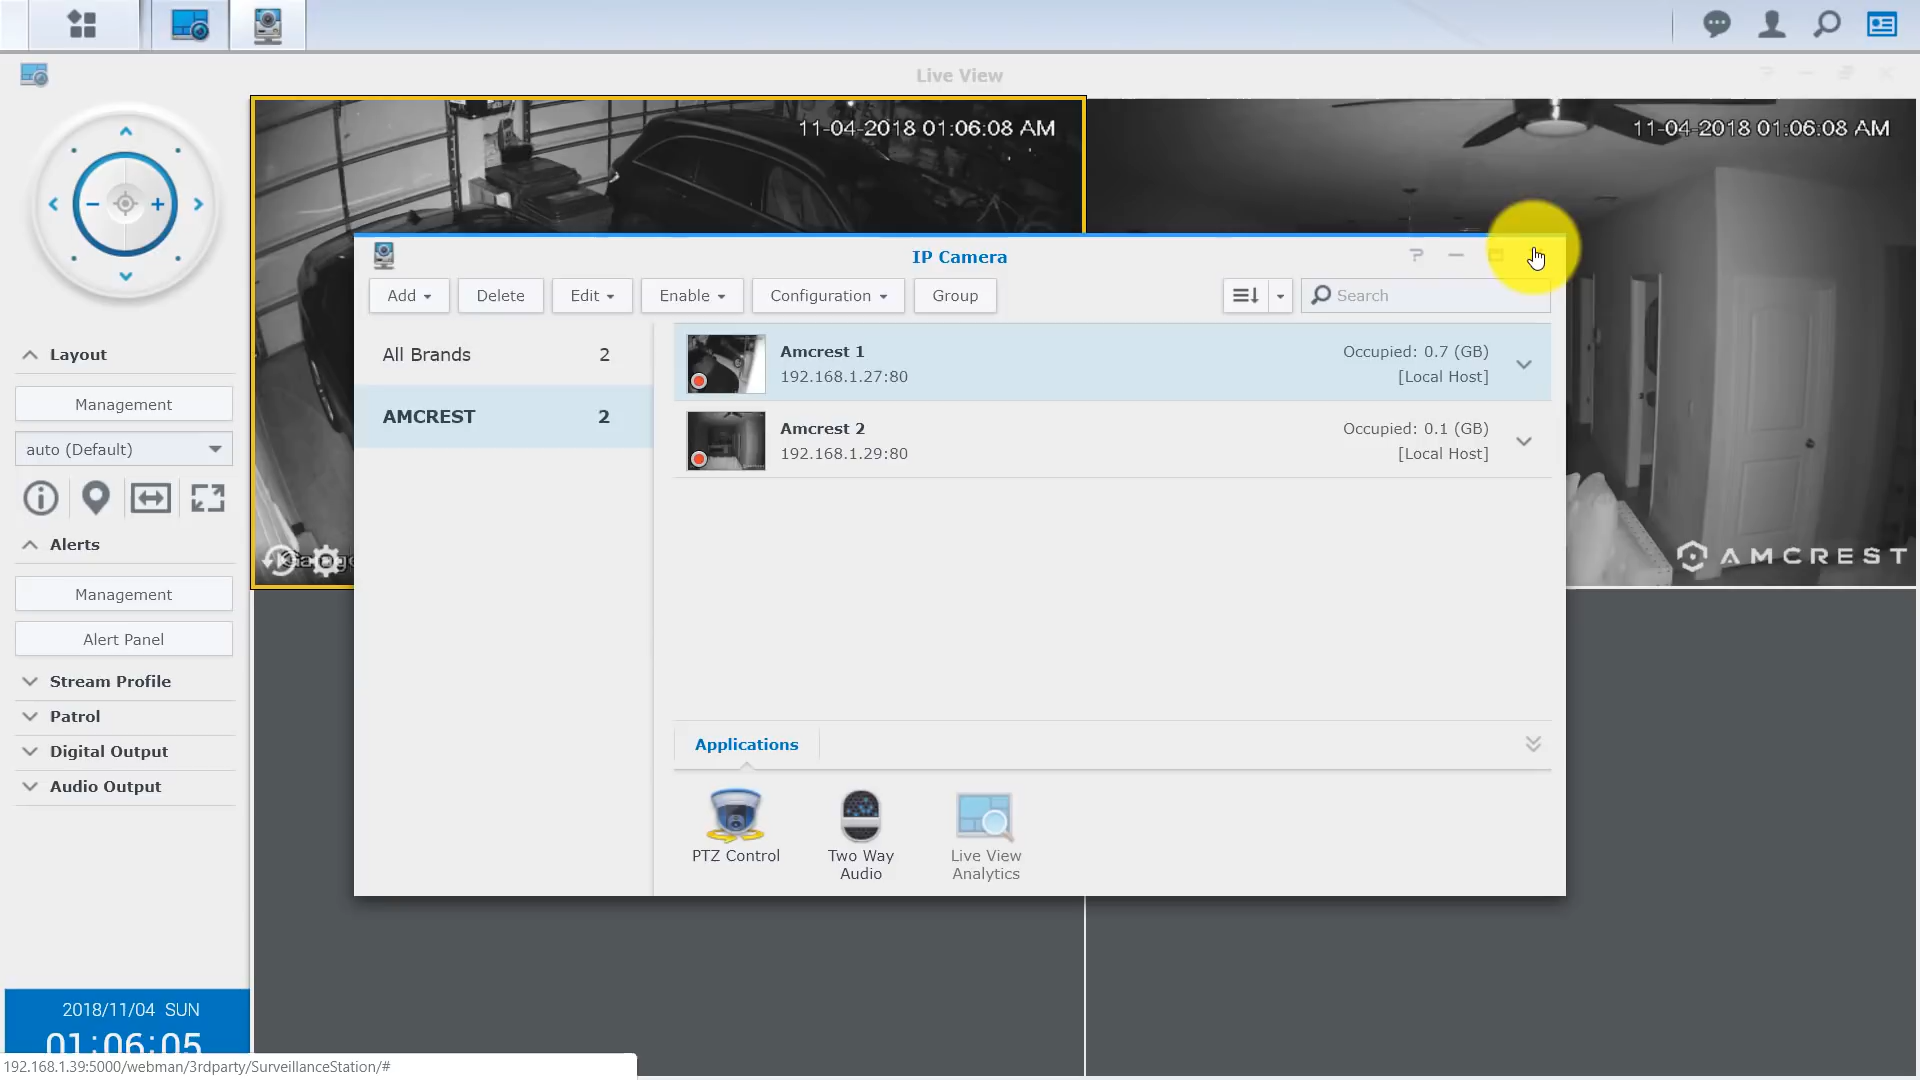 Live View
11-04-2018 01:06:08 AM
11-04-2018 01:06:08 AM
AMCREST
Layout
Management
auto (Default)
Alerts
Management
Alert Panel
Stream Profile
Patrol
Digital Output
Audio Output
2018/11/04 SUN
01:06:05
IP Camera
Add
Delete
Edit
Enable
Configuration
Group
Search
All Brands 2
AMCREST 2
Amcrest 1 Occupied: 0.7 (GB)
192.168.1.27:80 [Local Host]
Amcrest 2 Occupied: 0.1 (GB)
192.168.1.29:80 [Local Host]
Applications
PTZ Control
Two Way
Audio
Live View
Analytics
192.168.1.39:5000/webman/3rdparty/SurveillanceStation/#